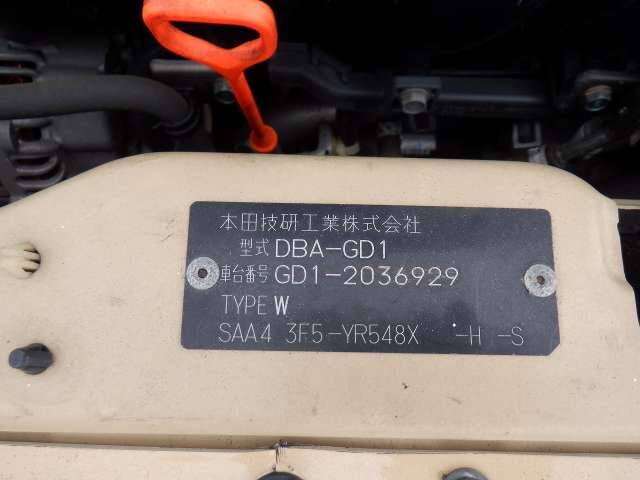 本田技研工業株式会社
型式 DBA-GD1
車台番号 GD1-2036929
TYPE W
SAA4 3F5-YR548X -H -S